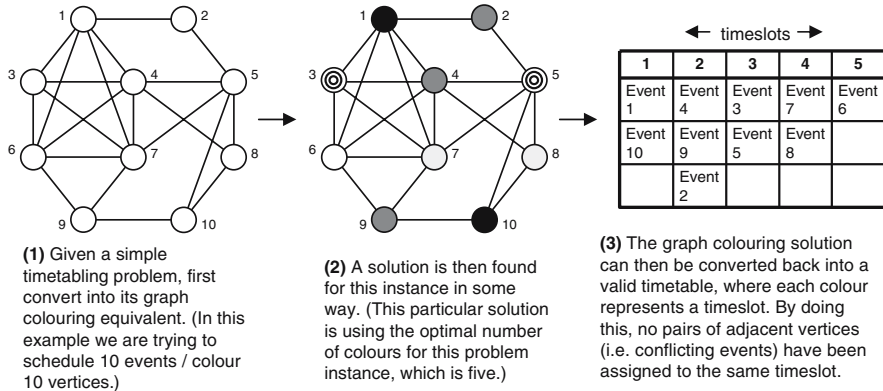 1
2
3
4
5
6
7
8
9
10
1
2
3
4
5
6
7
8
9
10
timeslots
1 2 3 4 5
Event 1 Event 4 Event 3 Event 7 Event 6
Event 10 Event 9 Event 5 Event 8
Event 2
(1) Given a simple
timetabling problem, first
convert into its graph
colouring equivalent. (In this
example we are trying to
schedule 10 events / colour
10 vertices.)
(2) A solution is then found
for this instance in some
way. (This particular solution
is using the optimal number
of colours for this problem
instance, which is five.)
(3) The graph colouring solution
can then be converted back into a
valid timetable, where each colour
represents a timeslot. By doing
this, no pairs of adjacent vertices
(i.e. conflicting events) have been
assigned to the same timeslot.